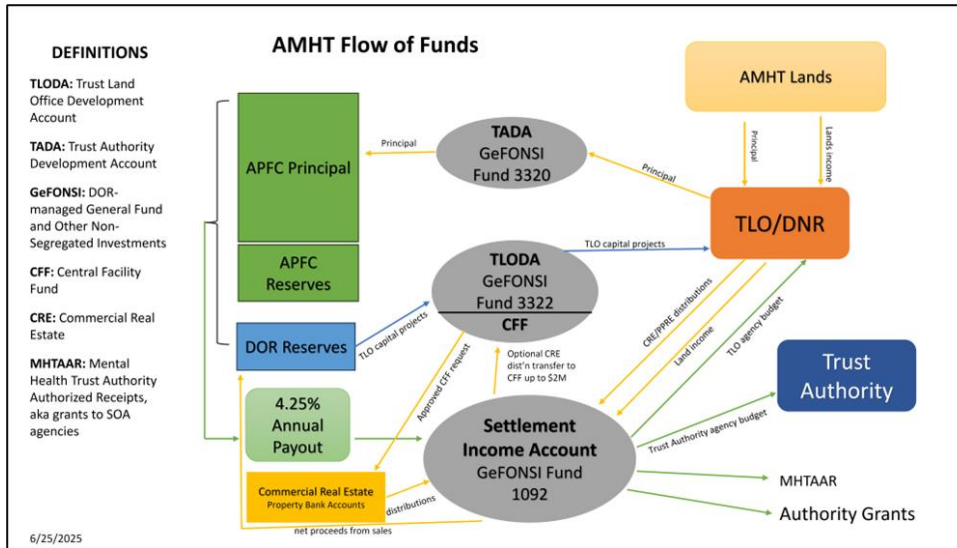 AMHT Flow of Funds
DEFINITIONS
TLODA: Trust Land
Office Development
Account
TADA: Trust Authority
Development Account
GeFONSI: DOR-
managed General Fund
and Other Non-
Segregated Investments
CFF: Central Facility
Fund
CRE: Commercial Real
Estate
MHTAAR: Mental
Health Trust Authority
Authorized Receipts,
aka grants to SOA
agencies
6/25/2025
APFC Principal
APFC
Reserves
DOR Reserves
4.25%
Annual
Payout
Commercial Real Estate
Property Bank Accounts
TADA
GeFONSI
Fund 3320
TLODA
GeFONSI
Fund 3322
CFF
Settlement
Income Account
GeFONSI Fund
1092
AMHT Lands
TLO/DNR
Trust
Authority
MHTAAR
Authority Grants
Principal
Principal
Principal
Lands income
TLO capital projects
TLO capital projects
Approved CFF request
Optional CRE
dist'n transfer to
CFF up to $2M
CRE/PPRE distributions
Land income
TLO agency budget
Trust Authority agency budget
distributions
net proceeds from sales